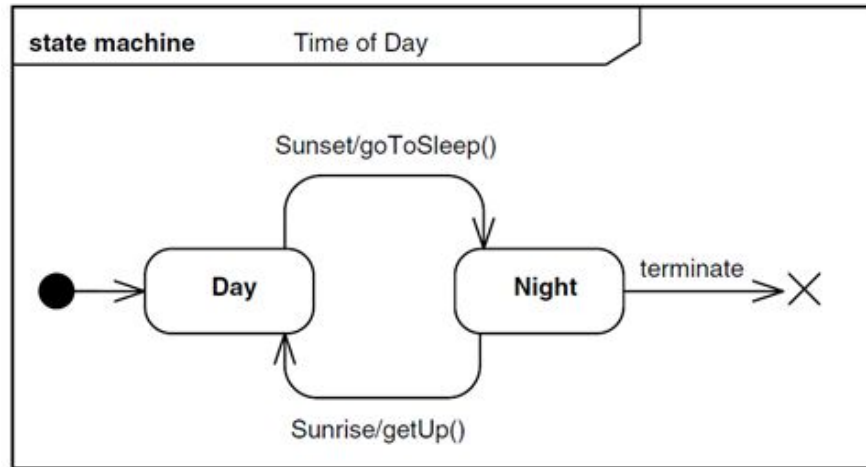 state machine Time of Day
Sunset/goToSleep()
Day
Night
terminate
Sunrise/getUp()